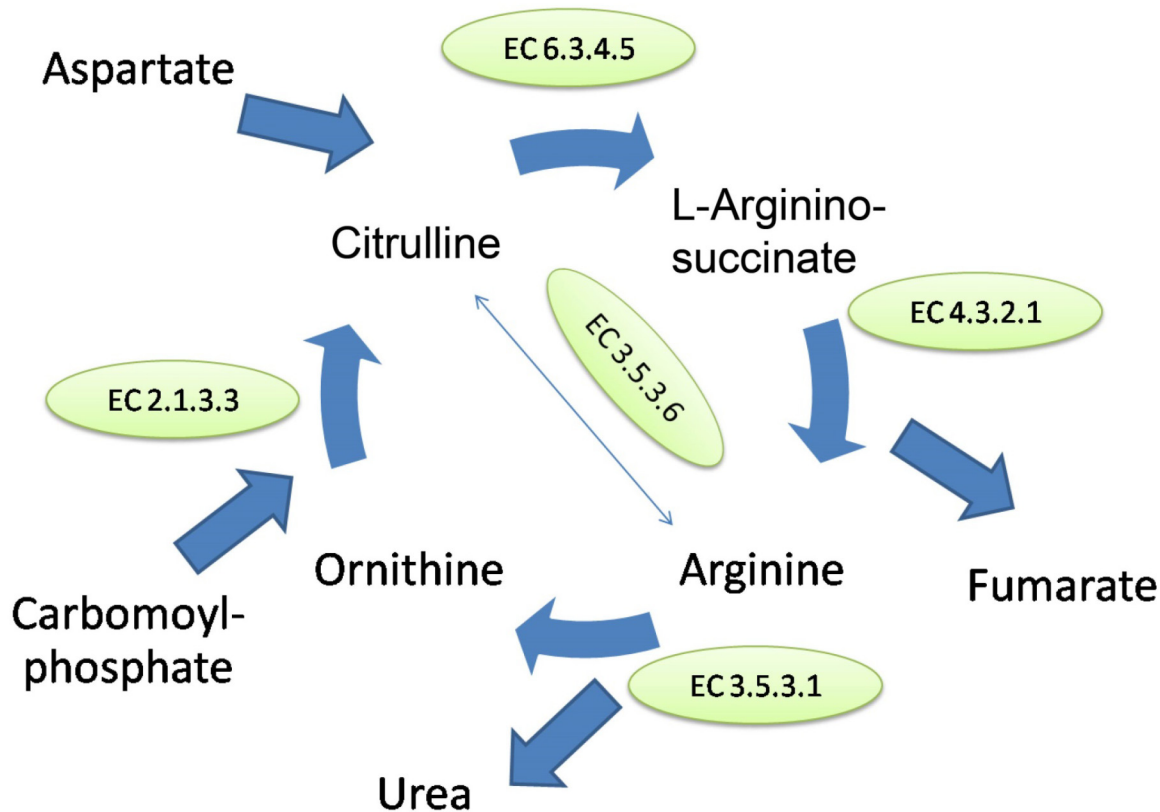 EC 6.3.4.5
Aspartate
L-Arginino-
succinate
Citrulline
EC 4.3.2.1
EC 3.5.3.6
EC 2.1.3.3
Ornithine
Arginine
Fumarate
Carbomoyl-
phosphate
EC 3.5.3.1
Urea